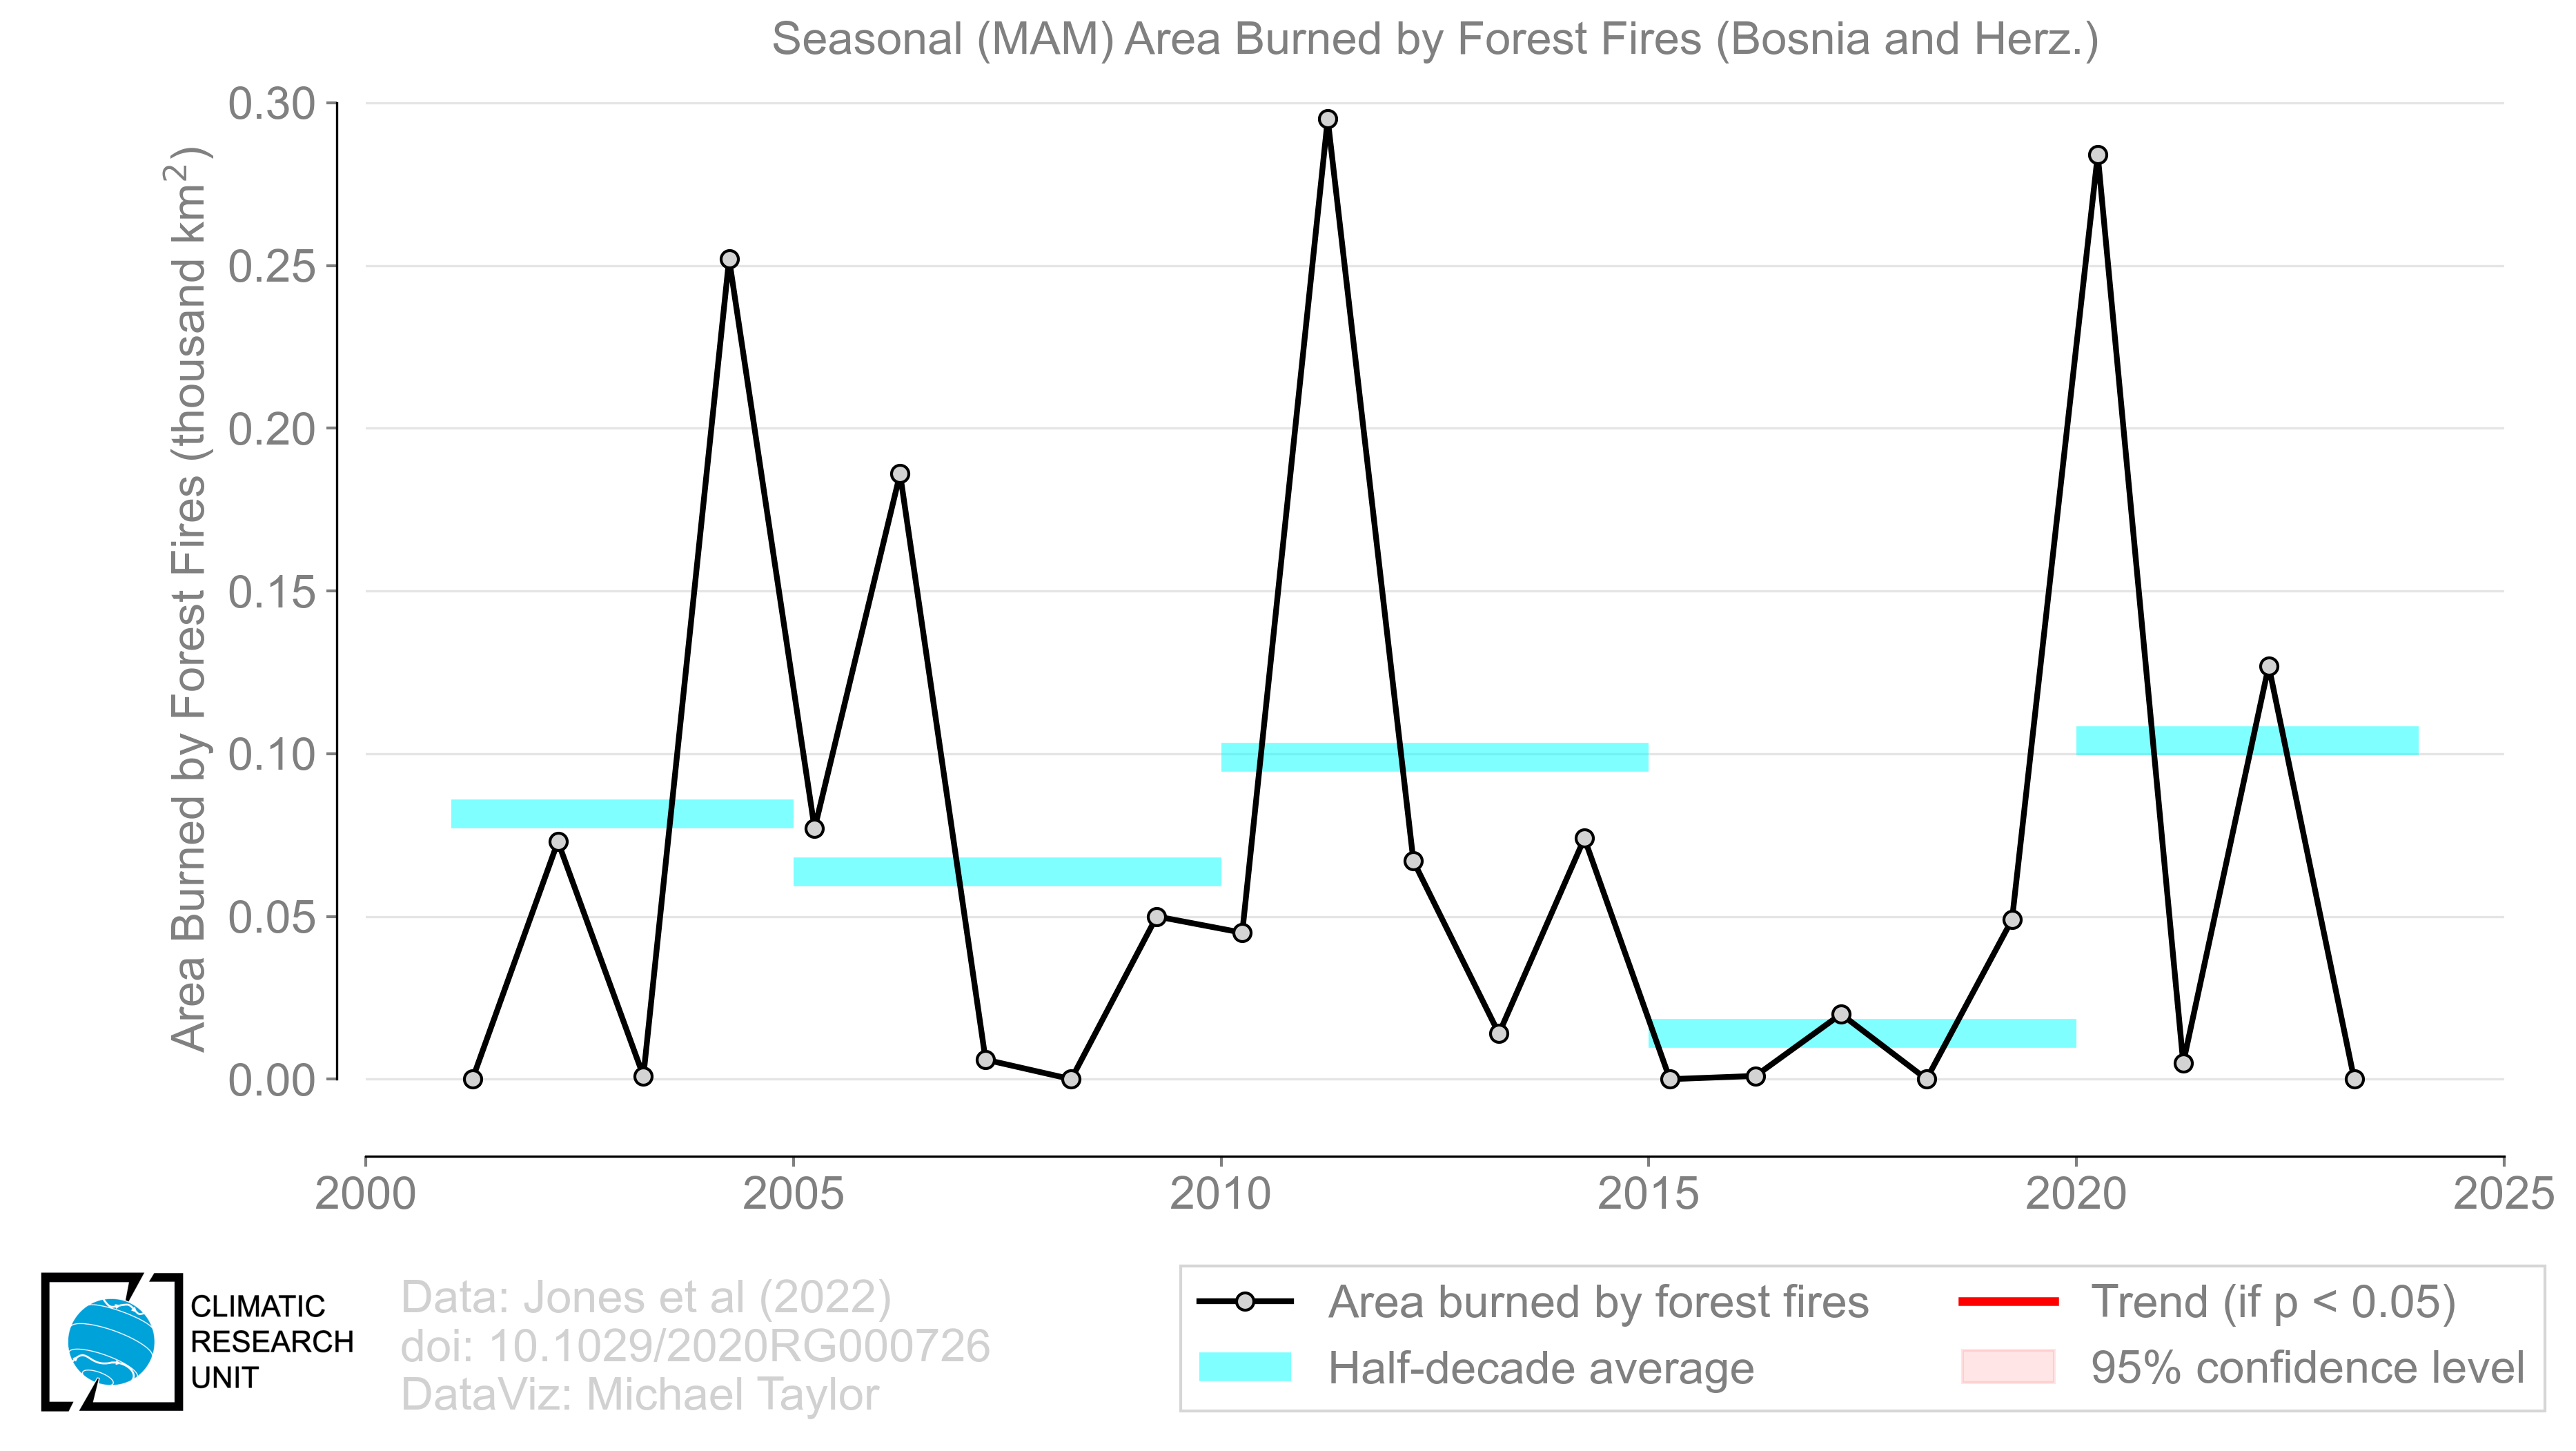 Seasonal (MAM) Area Burned by Forest Fires (Bosnia and Herz.)
Area Burned by Forest Fires (thousand km²)
0.30
0.25
0.20
0.15
0.10
0.05
0.00
2000
2005
2010
2015
2020
2025
CLIMATIC
RESEARCH
UNIT
Data: Jones et al (2022)
doi: 10.1029/2020RG000726
DataViz: Michael Taylor
Area burned by forest fires
Half-decade average
Trend (if p < 0.05)
95% confidence level